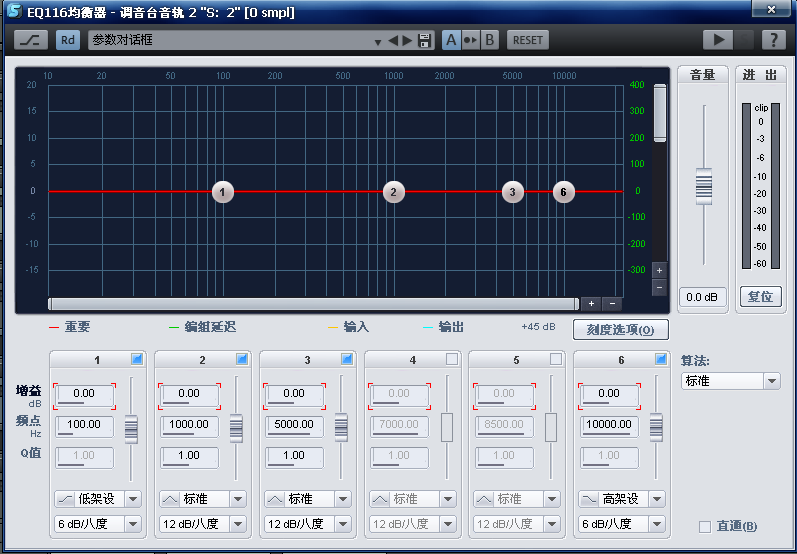 EQ116均衡器 - 调音台音轨 2 "S: 2" [0 smpl]
Rd 参数对话框 A B RESET ?
10 20 50 100 200 500 1000 2000 5000 10000
20 400
15 300
10 200
5 100
0 1 2 3 6 0
-5 -100
-10 -200
-15 -300
+
−
+ −
音量
0.0 dB
进 出
clip
0
-3
-6
-10
-20
-30
-40
-50
-60
复位
重要 编组延迟 输入 输出 +45 dB 刻度选项(O)
1 2 3 4 5 6
增益 0.00 0.00 0.00 0.00 0.00 0.00
dB
频点 100.00 1000.00 5000.00 7000.00 8500.00 10000.00
Hz
Q值 1.00 1.00 1.00 1.00 1.00 1.00
低架设 标准 标准 标准 标准 高架设
6 dB/八度 12 dB/八度 12 dB/八度 12 dB/八度 12 dB/八度 6 dB/八度
算法:
标准
直通(B)